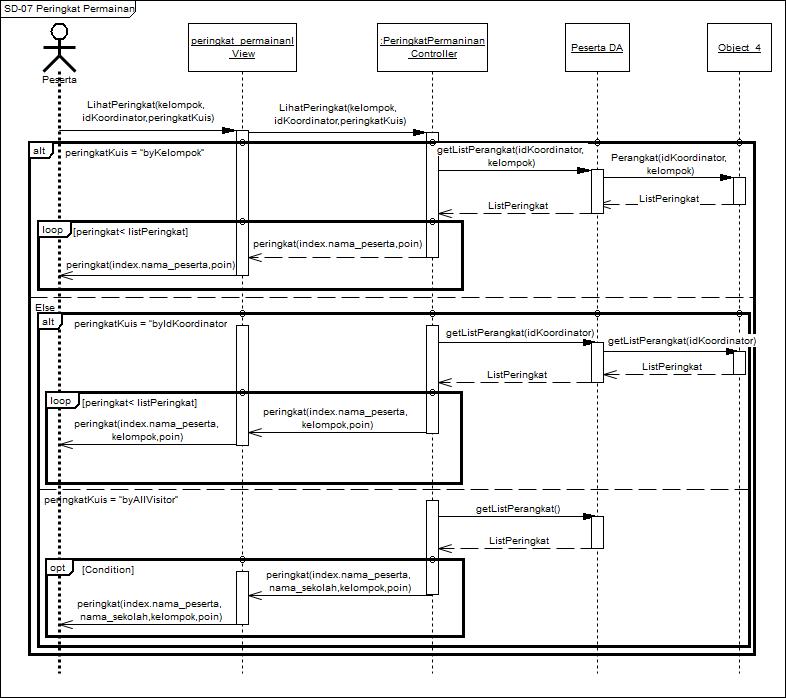 SD-07 Peringkat Permainan
peringkat_permainanI
View
:PeringkatPermaninan
Controller
Peserta DA
Object_4
Peserta
LihatPeringkat(kelompok,
idKoordinator,peringkatKuis)
LihatPeringkat(kelompok,
idKoordinator,peringkatKuis)
alt
peringkatKuis = "byKelompok"
getListPerangkat(idKoordinator,
kelompok)
Perangkat(idKoordinator,
kelompok)
ListPeringkat
ListPeringkat
loop
[peringkat< listPeringkat]
peringkat(index.nama_peserta,poin)
peringkat(index.nama_peserta,poin)
Else
alt
peringkatKuis = "byIdKoordinator
getListPerangkat(idKoordinator)
getListPerangkat(idKoordinator)
ListPeringkat
ListPeringkat
loop
[peringkat< listPeringkat]
peringkat(index.nama_peserta,
kelompok,poin)
peringkat(index.nama_peserta,
kelompok,poin)
peringkatKuis = "byAllVisitor"
getListPerangkat()
ListPeringkat
opt
[Condition]
peringkat(index.nama_peserta,
nama_sekolah,kelompok,poin)
peringkat(index.nama_peserta,
nama_sekolah,kelompok,poin)